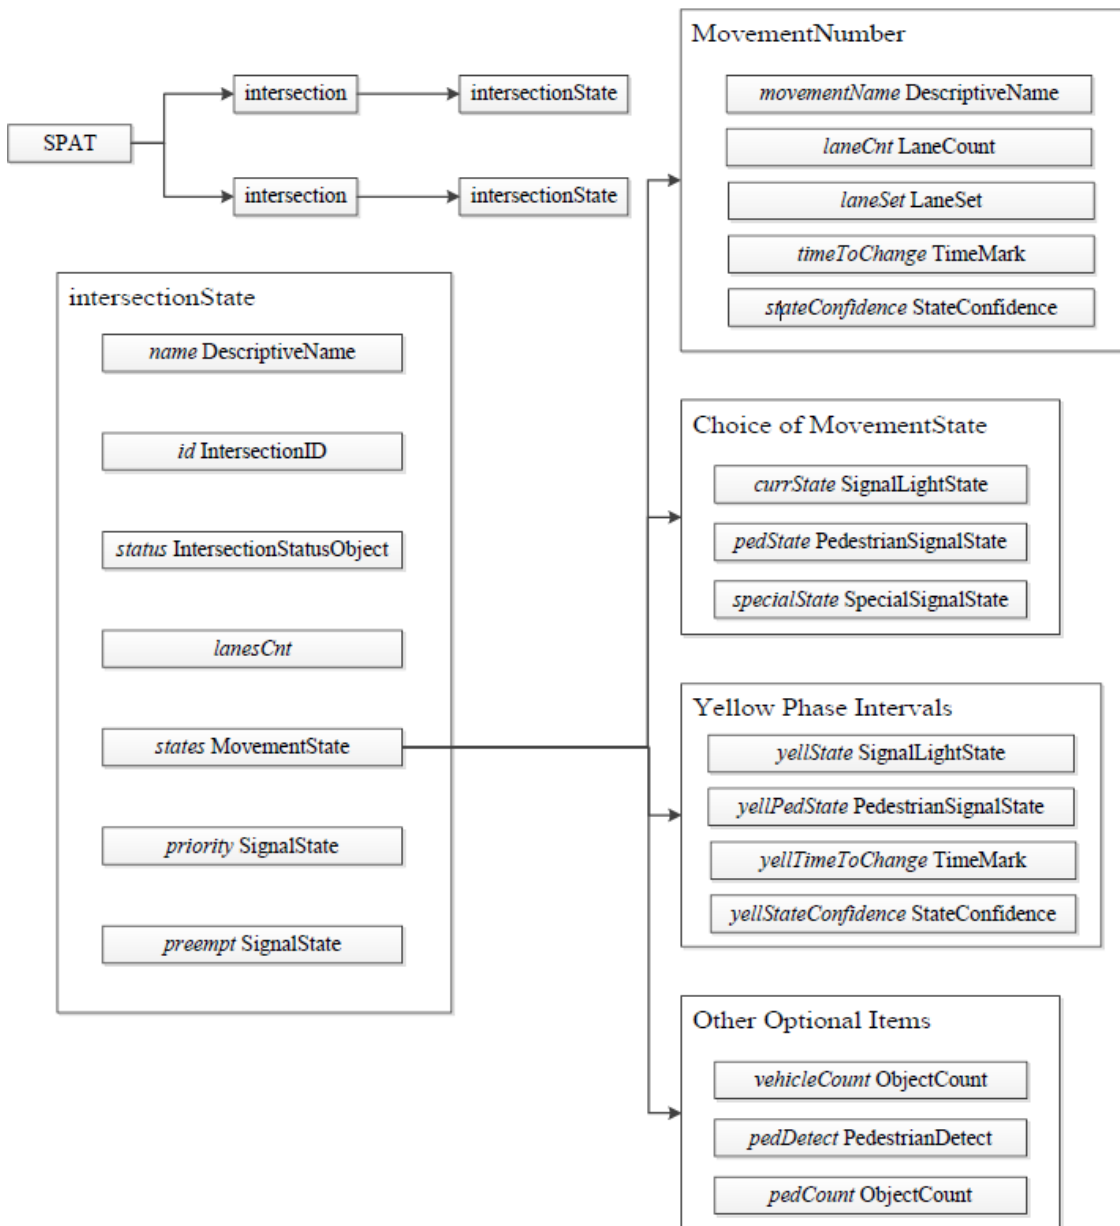 SPAT
intersection
intersectionState
intersection
intersectionState
intersectionState
name DescriptiveName
id IntersectionID
status IntersectionStatusObject
lanesCnt
states MovementState
priority SignalState
preempt SignalState
MovementNumber
movementName DescriptiveName
laneCnt LaneCount
laneSet LaneSet
timeToChange TimeMark
stateConfidence StateConfidence
Choice of MovementState
currState SignalLightState
pedState PedestrianSignalState
specialState SpecialSignalState
Yellow Phase Intervals
yellState SignalLightState
yellPedState PedestrianSignalState
yellTimeToChange TimeMark
yellStateConfidence StateConfidence
Other Optional Items
vehicleCount ObjectCount
pedDetect PedestrianDetect
pedCount ObjectCount